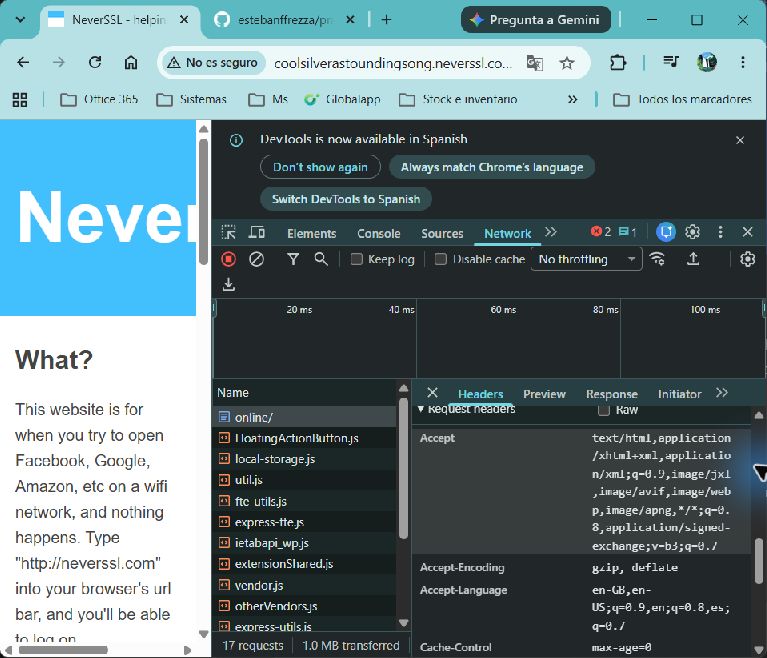 NeverSSL - helpin
estebanffrezza/pr
Pregunta a Gemini
No es seguro
coolsilverastoundingsong.neverssl.co...
Office 365
Sistemas
Ms
Globalapp
Stock e inventario
Todos los marcadores
Never
What?
This website is for
when you try to open
Facebook, Google,
Amazon, etc on a wifi
network, and nothing
happens. Type
"http://neverssl.com"
into your browser's url
bar, and you'll be able
to log on.
DevTools is now available in Spanish
Don't show again
Always match Chrome's language
Switch DevTools to Spanish
Elements
Console
Sources
Network
2
1
Keep log
Disable cache
No throttling
20 ms
40 ms
60 ms
80 ms
100 ms
Name
online/
FloatingActionButton.js
local-storage.js
util.js
fte-utils.js
express-fte.js
ietabapi_wp.js
extensionShared.js
vendor.js
otherVendors.js
express-utils.js
17 requests
1.0 MB transferred
Headers
Preview
Response
Initiator
Request headers
Raw
Accept
text/html,application
/xhtml+xml,applicatio
n/xml;q=0.9,image/jxl
,image/avif,image/web
p,image/apng,*/*;q=0.
8,application/signed-
exchange;v=b3;q=0.7
Accept-Encoding
gzip, deflate
Accept-Language
en-GB,en-
US;q=0.9,en;q=0.8,es;
q=0.7
Cache-Control
max-age=0